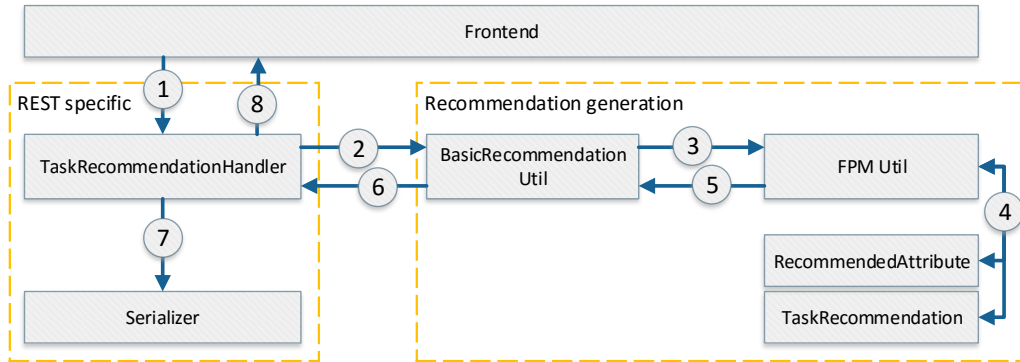 Frontend
1
8
REST specific
Recommendation generation
TaskRecommendationHandler
2
6
BasicRecommendation
Util
3
5
FPM Util
4
7
RecommendedAttribute
Serializer
TaskRecommendation